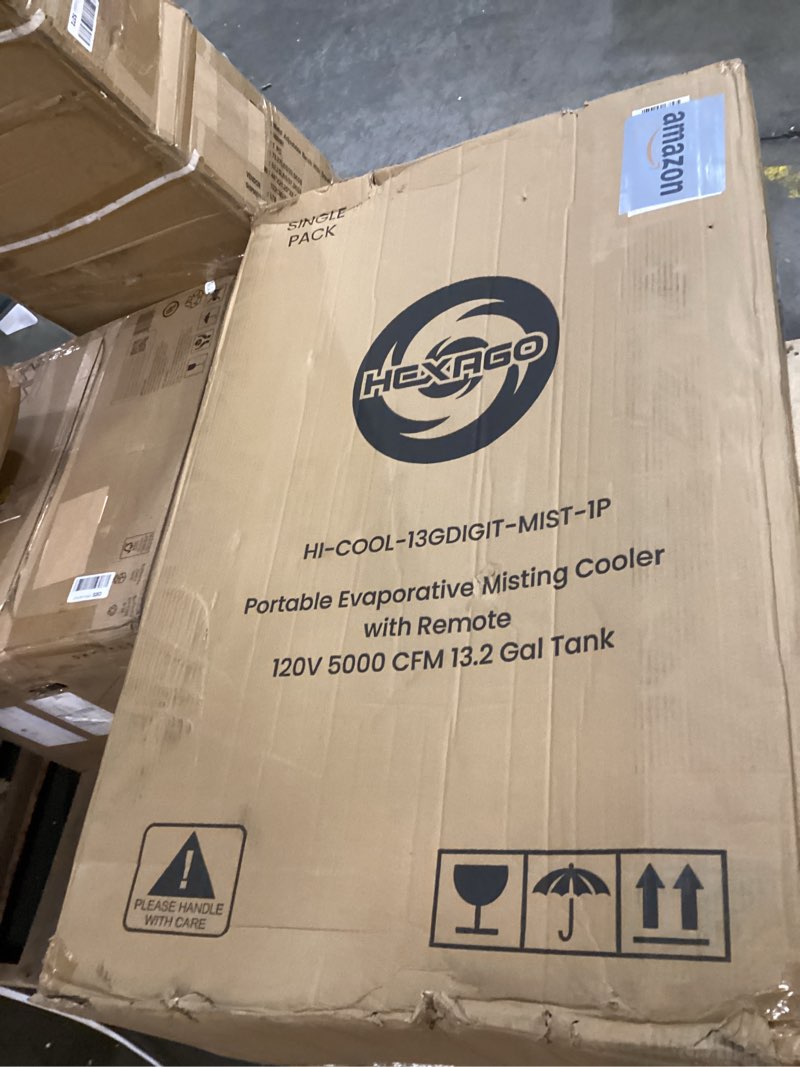 SINGLE
PACK
amazon
HEXAGO
HI-COOL-13GDIGIT-MIST-1P
Portable Evaporative Misting Cooler
with Remote
120V 5000 CFM 13.2 Gal Tank
PLEASE HANDLE
WITH CARE